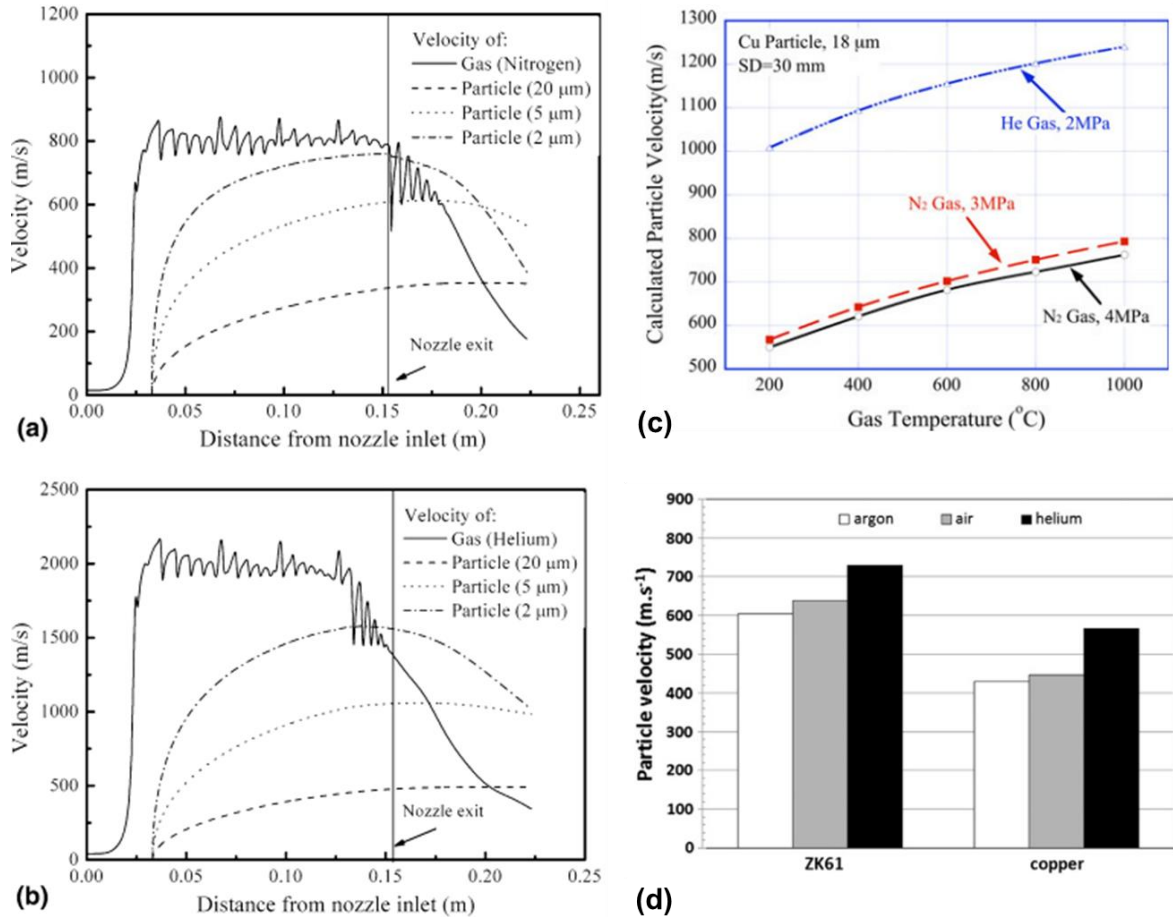 1200
1000
800
600
400
200
0
Velocity (m/s)
Velocity of:
Gas (Nitrogen)
Particle (20 μm)
Particle (5 μm)
Particle (2 μm)
Nozzle exit
0.00 0.05 0.10 0.15 0.20 0.25
Distance from nozzle inlet (m)
(a)
1300
1200
1100
1000
900
800
700
600
500
Calculated Particle Velocity(m/s)
Cu Particle, 18 μm
SD=30 mm
He Gas, 2MPa
N2 Gas, 3MPa
N2 Gas, 4MPa
200 400 600 800 1000
Gas Temperature (°C)
(c)
2500
2000
1500
1000
500
0
Velocity (m/s)
Velocity of:
Gas (Helium)
Particle (20 μm)
Particle (5 μm)
Particle (2 μm)
Nozzle exit
0.00 0.05 0.10 0.15 0.20 0.25
Distance from nozzle inlet (m)
(b)
900
800
700
600
500
400
300
200
100
0
Particle velocity (m.s-1)
argon air helium
ZK61 copper
(d)